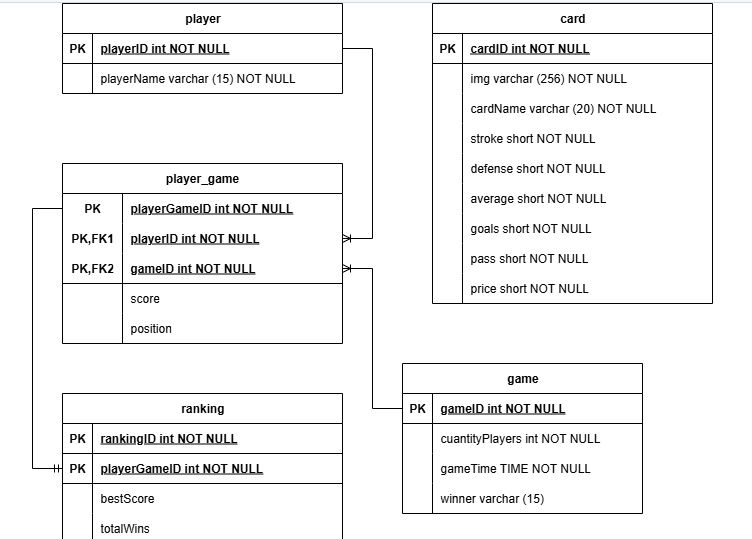 player
PK playerID int NOT NULL
playerName varchar (15) NOT NULL
card
PK cardID int NOT NULL
img varchar (256) NOT NULL
cardName varchar (20) NOT NULL
stroke short NOT NULL
defense short NOT NULL
average short NOT NULL
goals short NOT NULL
pass short NOT NULL
price short NOT NULL
player_game
PK playerGameID int NOT NULL
PK,FK1 playerID int NOT NULL
PK,FK2 gameID int NOT NULL
score
position
game
PK gameID int NOT NULL
cuantityPlayers int NOT NULL
gameTime TIME NOT NULL
winner varchar (15)
ranking
PK rankingID int NOT NULL
PK playerGameID int NOT NULL
bestScore
totalWins